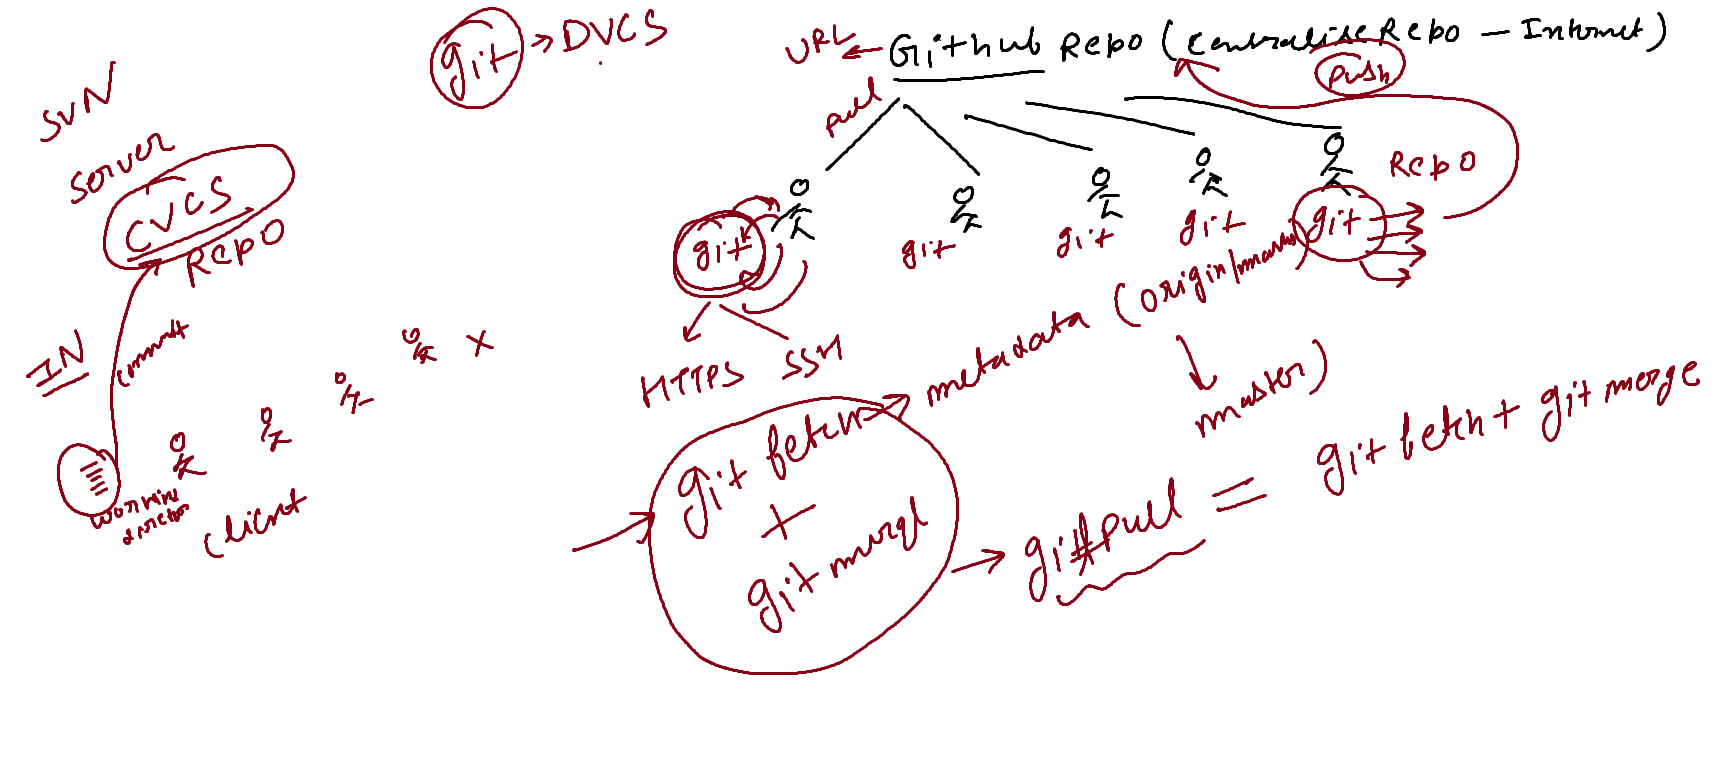 git → DVCS
URL ← Github Repo (Centralise Repo - Internet)
push
pull
SVN
Server
CVCS
Repo
Repo
git
git
git
git
git
commit
IN
x
HTTPS
SSH
metadata (origin/master
master)
working
client
git fetch
+
git merge
git pull = git fetch + git merge